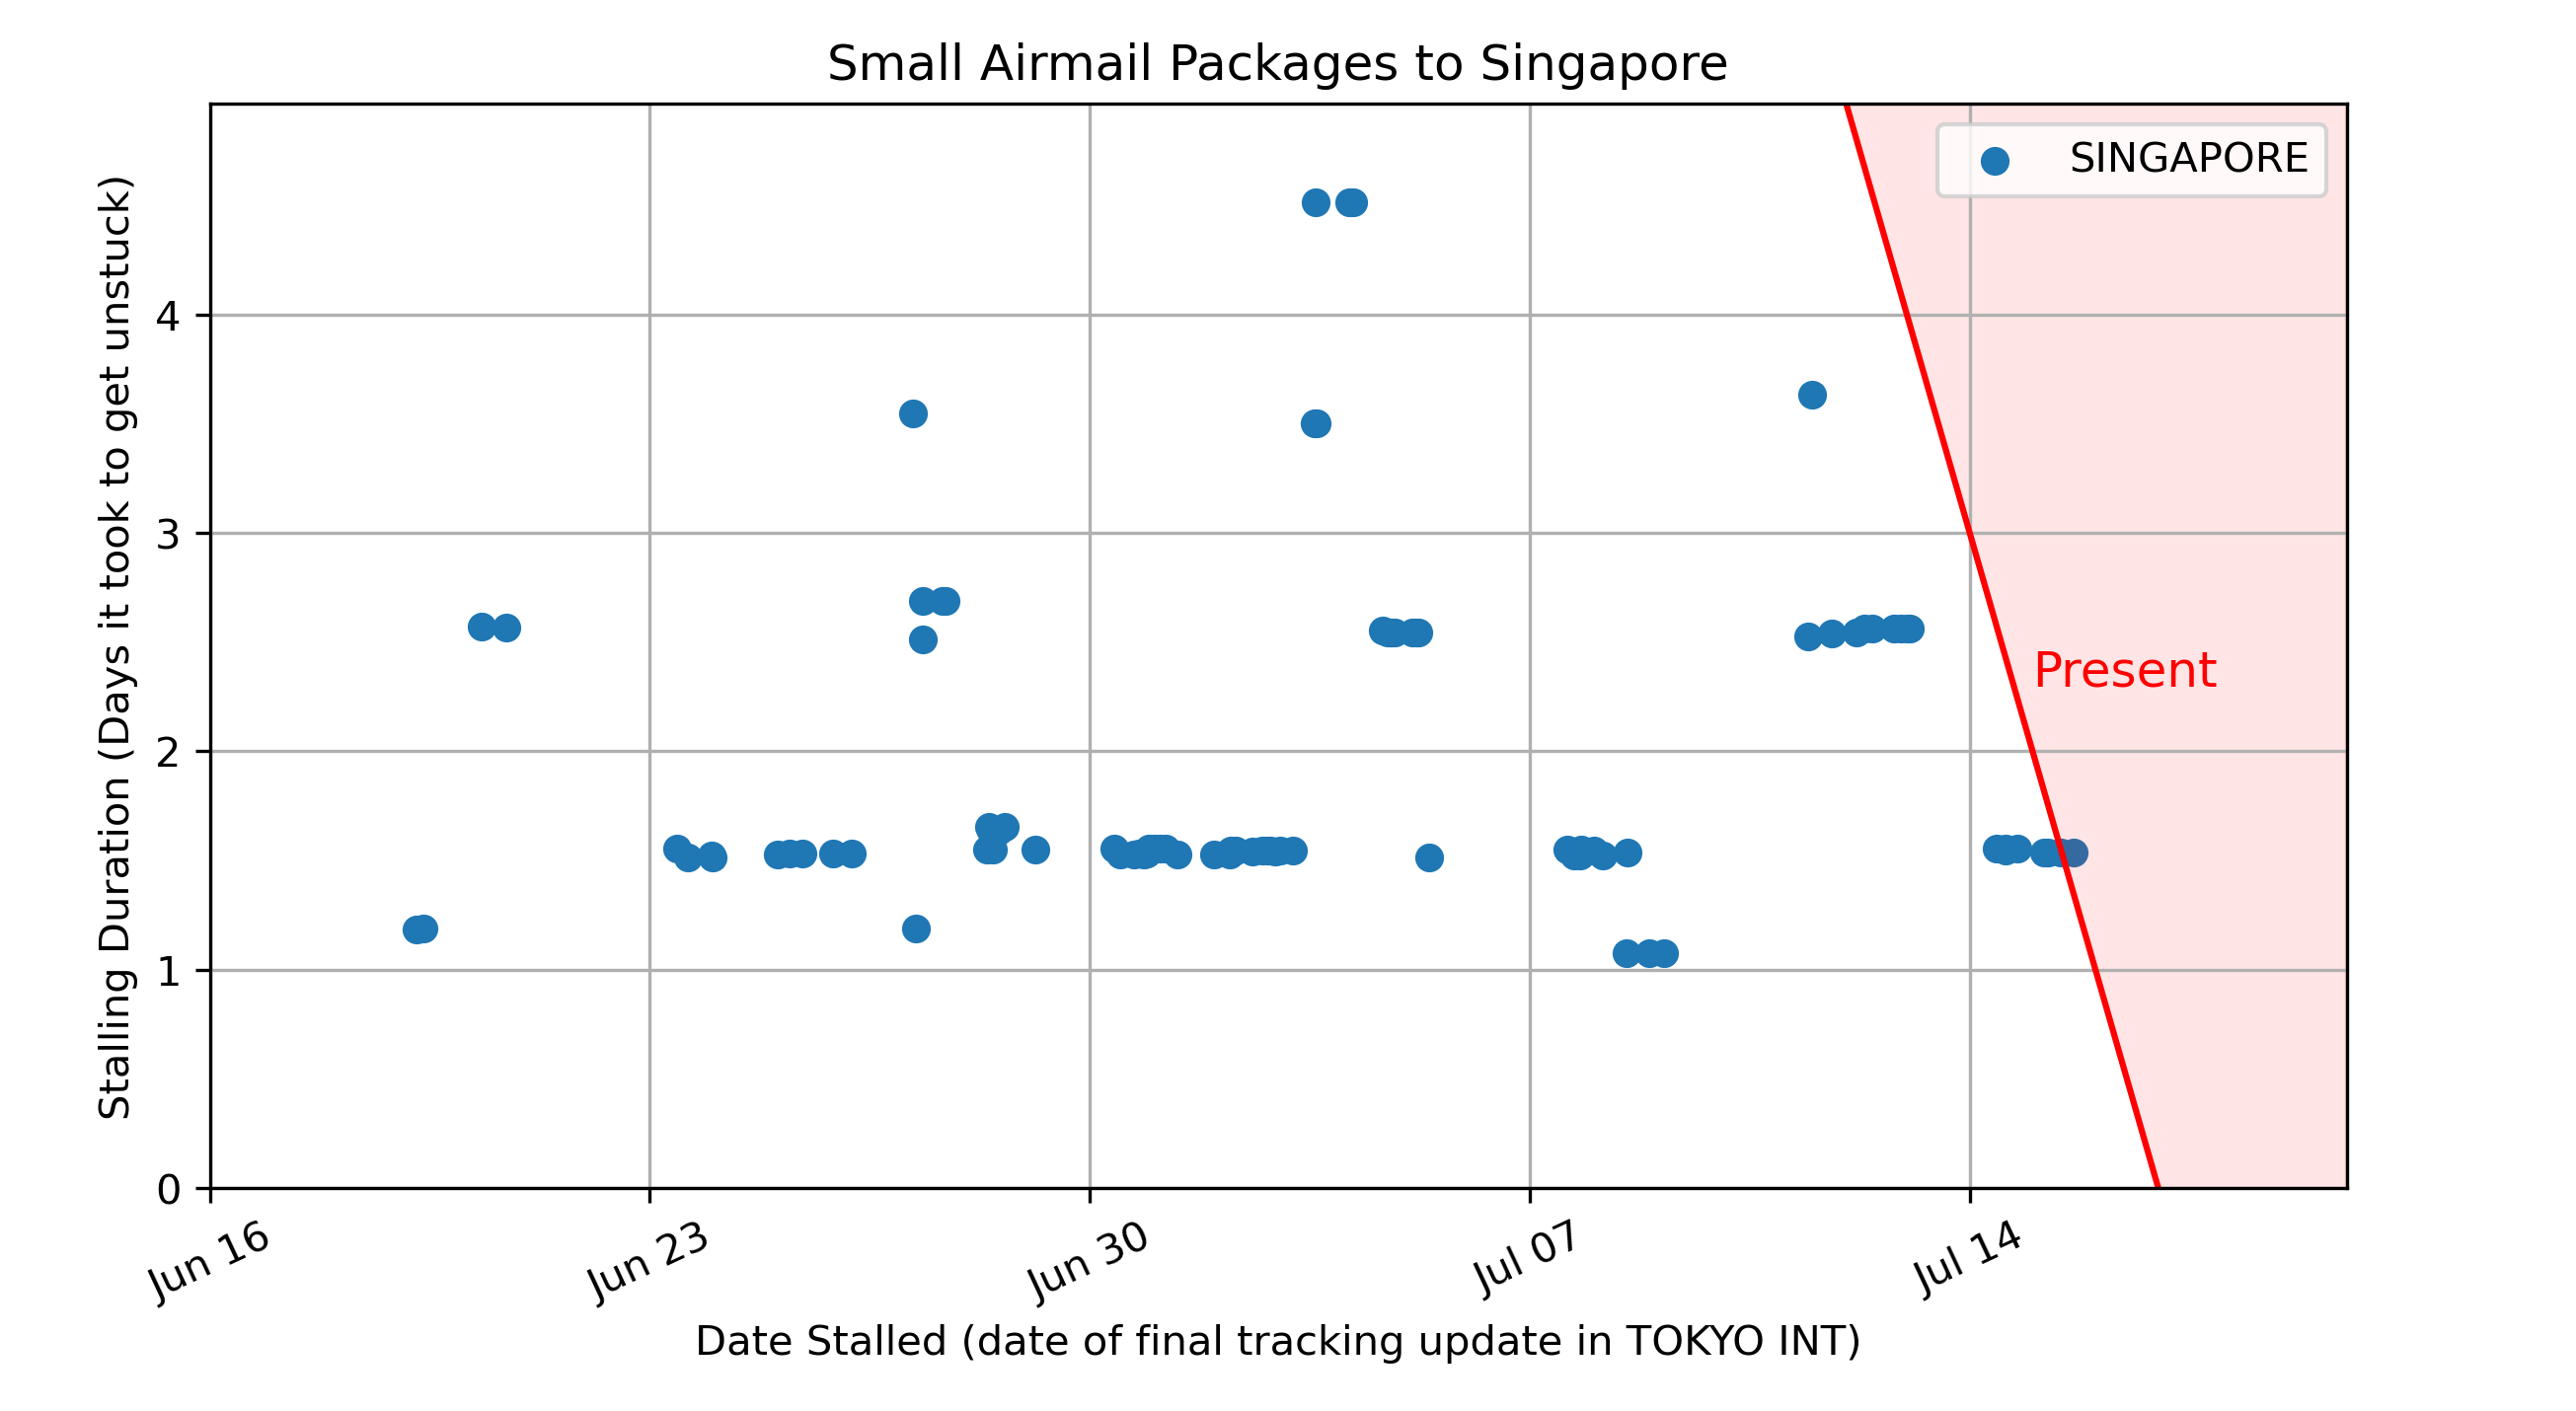 Small Airmail Packages to Singapore
SINGAPORE
Stalling Duration (Days it took to get unstuck)
4
3
2
1
0
Present
Jun 16
Jun 23
Jun 30
Jul 07
Jul 14
Date Stalled (date of final tracking update in TOKYO INT)